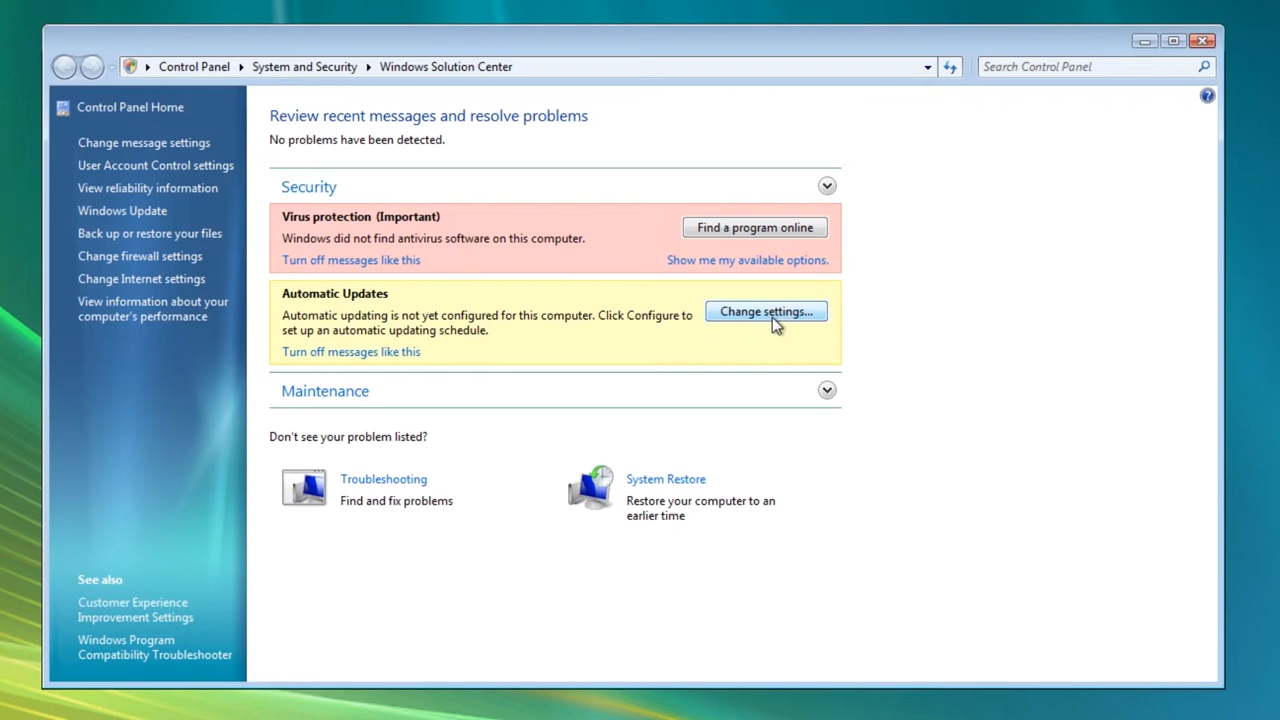 Control Panel
System and Security
Windows Solution Center
Search Control Panel
Control Panel Home
Change message settings
User Account Control settings
View reliability information
Windows Update
Back up or restore your files
Change firewall settings
Change Internet settings
View information about your
computer's performance
See also
Customer Experience
Improvement Settings
Windows Program
Compatibility Troubleshooter
Review recent messages and resolve problems
No problems have been detected.
Security
Virus protection (Important)
Windows did not find antivirus software on this computer.
Find a program online
Turn off messages like this
Show me my available options.
Automatic Updates
Automatic updating is not yet configured for this computer. Click Configure to
set up an automatic updating schedule.
Change settings...
Turn off messages like this
Maintenance
Don't see your problem listed?
Troubleshooting
Find and fix problems
System Restore
Restore your computer to an
earlier time